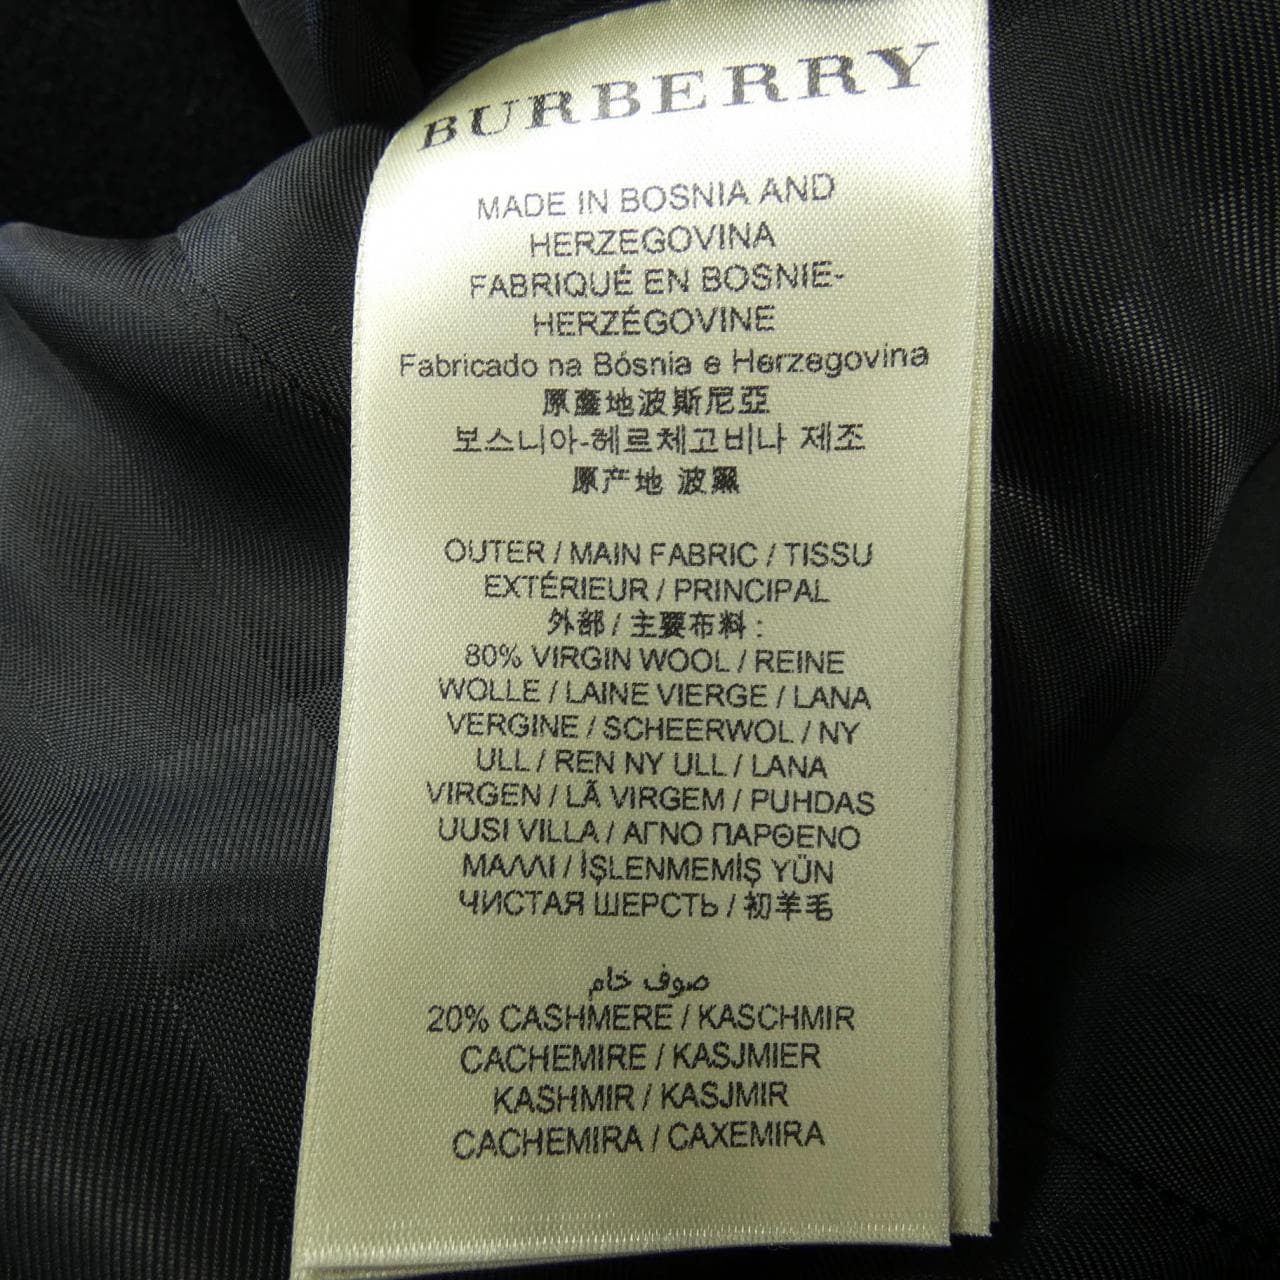 BURBERRY
MADE IN BOSNIA AND
HERZEGOVINA
FABRIQUÉ EN BOSNIE-
HERZÉGOVINE
Fabricado na Bósnia e Herzegovina
原產地波斯尼亞
보스니아-헤르체고비나 제조
原产地 波黑
OUTER / MAIN FABRIC / TISSU
EXTÉRIEUR / PRINCIPAL
外部 / 主要布料 :
80% VIRGIN WOOL / REINE
WOLLE / LAINE VIERGE / LANA
VERGINE / SCHEERWOL / NY
ULL / REN NY ULL / LANA
VIRGEN / LÃ VIRGEM / PUHDAS
UUSI VILLA / ΑΓΝΟ ΠΑΡΘΕΝΟ
ΜΑΛΛΙ / İŞLENMEMİŞ YÜN
ЧИСТАЯ ШЕРСТЬ / 初羊毛
صوف خام
20% CASHMERE / KASCHMIR
CACHEMIRE / KASJMIER
KASHMIR / KASJMIR
CACHEMIRA / CAXEMIRA